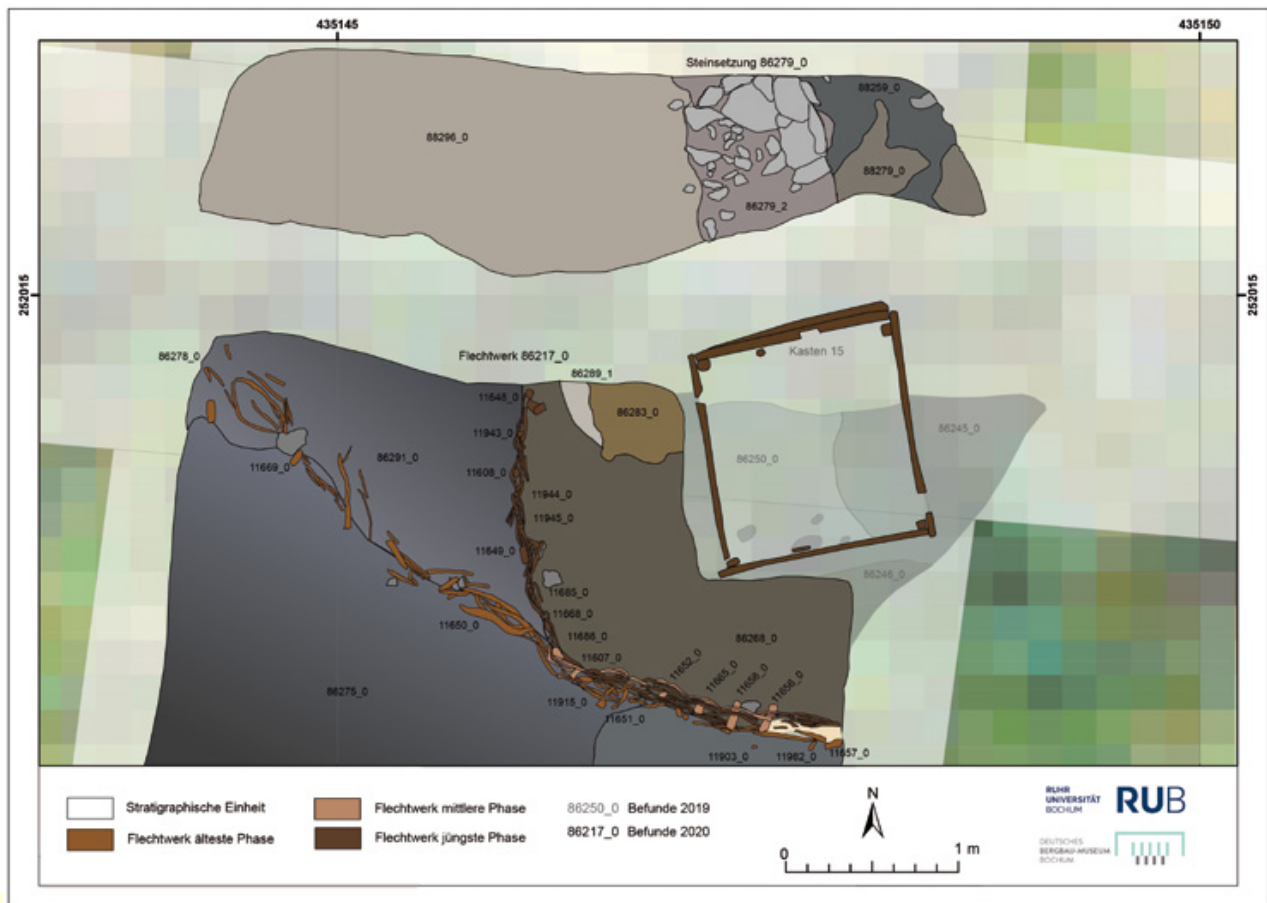 435145
435150
Steinsetzung 86279_0
88259_0
88296_0
88279_0
86279_2
252015
252015
Kasten 15
86278_0
Flechtwerk 86217_0
86289_1
11648_0
86283_0
11943_0
86245_0
86291_0
86250_0
11669_0
11608_0
11944_0
11945_0
11649_0
86246_0
11685_0
11668_0
11650_0
11686_0
86268_0
11607_0
11652_0
11665_0
11658_0
11656_0
86275_0
11915_0
11651_0
11903_0
11982_0
11657_0
Stratigraphische Einheit
Flechtwerk mittlere Phase
86250_0 Befunde 2019
Flechtwerk älteste Phase
Flechtwerk jüngste Phase
86217_0 Befunde 2020
N
0
1 m
RUHR
UNIVERSITÄT
BOCHUM
RUB
DEUTSCHES
BERGBAU-MUSEUM
BOCHUM